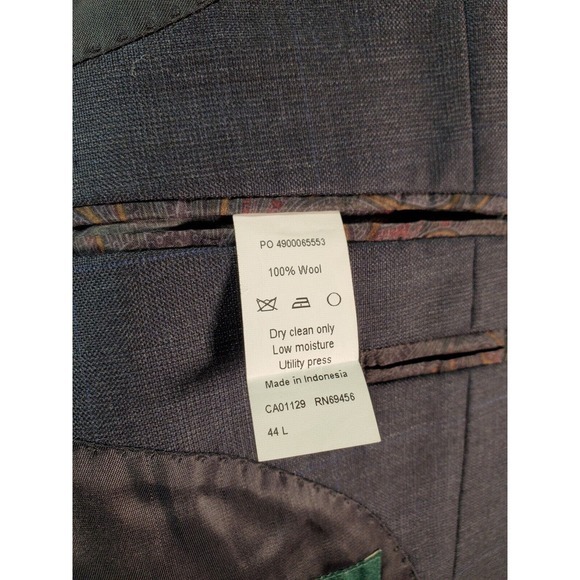 PO 4900065553
100% Wool
Dry clean only
Low moisture
Utility press
Made in Indonesia
CA01129 RN69456
44 L